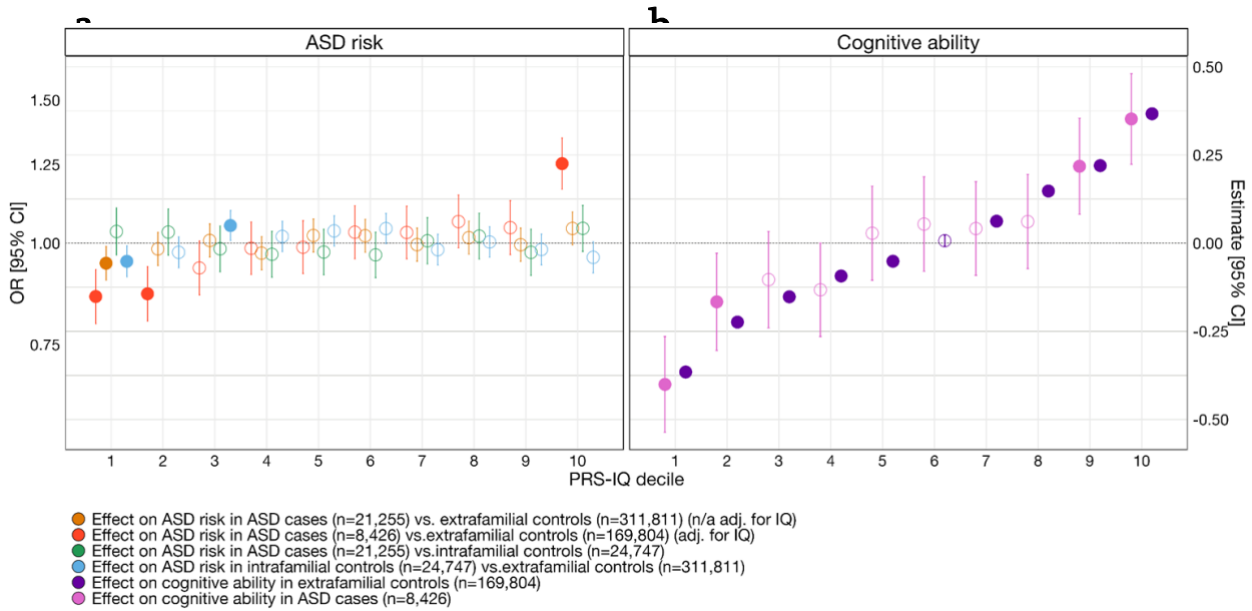 a
b
ASD risk
Cognitive ability
OR [95% CI]
1.50
1.25
1.00
0.75
0.50
0.25
0.00
-0.25
-0.50
Estimate [95% CI]
1 2 3 4 5 6 7 8 9 10
1 2 3 4 5 6 7 8 9 10
PRS-IQ decile
Effect on ASD risk in ASD cases (n=21,255) vs. extrafamilial controls (n=311,811) (n/a adj. for IQ)
Effect on ASD risk in ASD cases (n=8,426) vs.extrafamilial controls (n=169,804) (adj. for IQ)
Effect on ASD risk in ASD cases (n=21,255) vs.intrafamilial controls (n=24,747)
Effect on ASD risk in intrafamilial controls (n=24,747) vs.extrafamilial controls (n=311,811)
Effect on cognitive ability in extrafamilial controls (n=169,804)
Effect on cognitive ability in ASD cases (n=8,426)